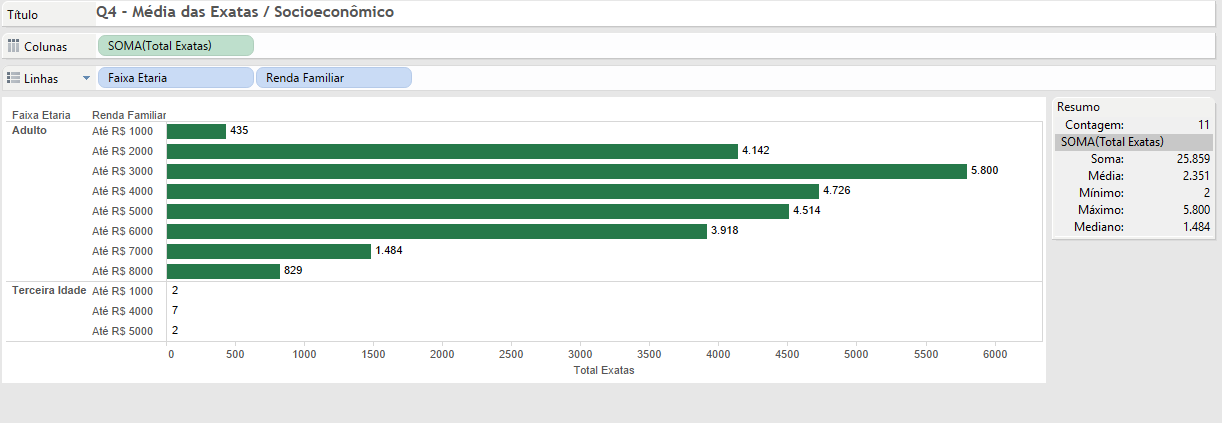 Título Q4 - Média das Exatas / Socioeconômico
Colunas SOMA(Total Exatas)
Linhas Faixa Etaria Renda Familiar
Faixa Etaria Renda Familiar
Adulto Até R$ 1000 435
Até R$ 2000 4.142
Até R$ 3000 5.800
Até R$ 4000 4.726
Até R$ 5000 4.514
Até R$ 6000 3.918
Até R$ 7000 1.484
Até R$ 8000 829
Terceira Idade Até R$ 1000 2
Até R$ 4000 7
Até R$ 5000 2
0 500 1000 1500 2000 2500 3000 3500 4000 4500 5000 5500 6000
Total Exatas
Resumo
Contagem: 11
SOMA(Total Exatas)
Soma: 25.859
Média: 2.351
Mínimo: 2
Máximo: 5.800
Mediano: 1.484